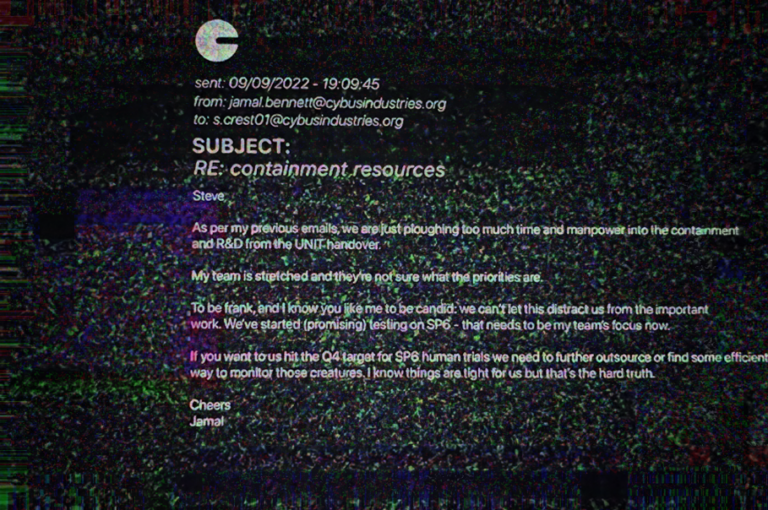 sent: 09/09/2022 - 19:09:45
from: jamal.bennett@cybusindustries.org
to: s.crest01@cybusindustries.org
SUBJECT:
RE: containment resources
Steve,
As per my previous emails, we are just ploughing too much time and manpower into the containment
and R&D from the UNIT handover.
My team is stretched and they're not sure what the priorities are.
To be frank, and I know you like me to be candid: we can't let this distract us from the important
work. We've started (promising) testing on SP6 - that needs to be my team's focus now.
If you want to us hit the Q4 target for SP6 human trials we need to further outsource or find some efficient
way to monitor those creatures. I know things are tight for us but that's the hard truth.
Cheers
Jamal